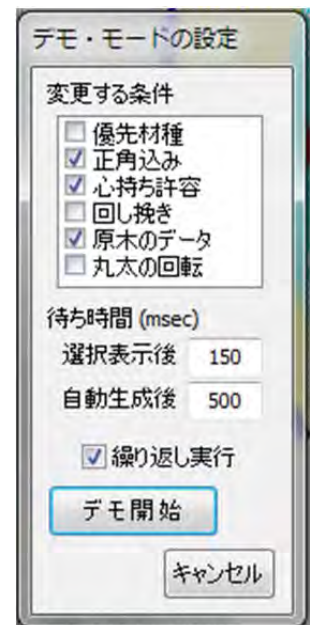 デモ・モードの設定
変更する条件
優先材種
正角込み
心持ち許容
回し挽き
原木のデータ
丸太の回転
待ち時間 (msec)
選択表示後 150
自動生成後 500
繰り返し実行
デモ開始
キャンセル